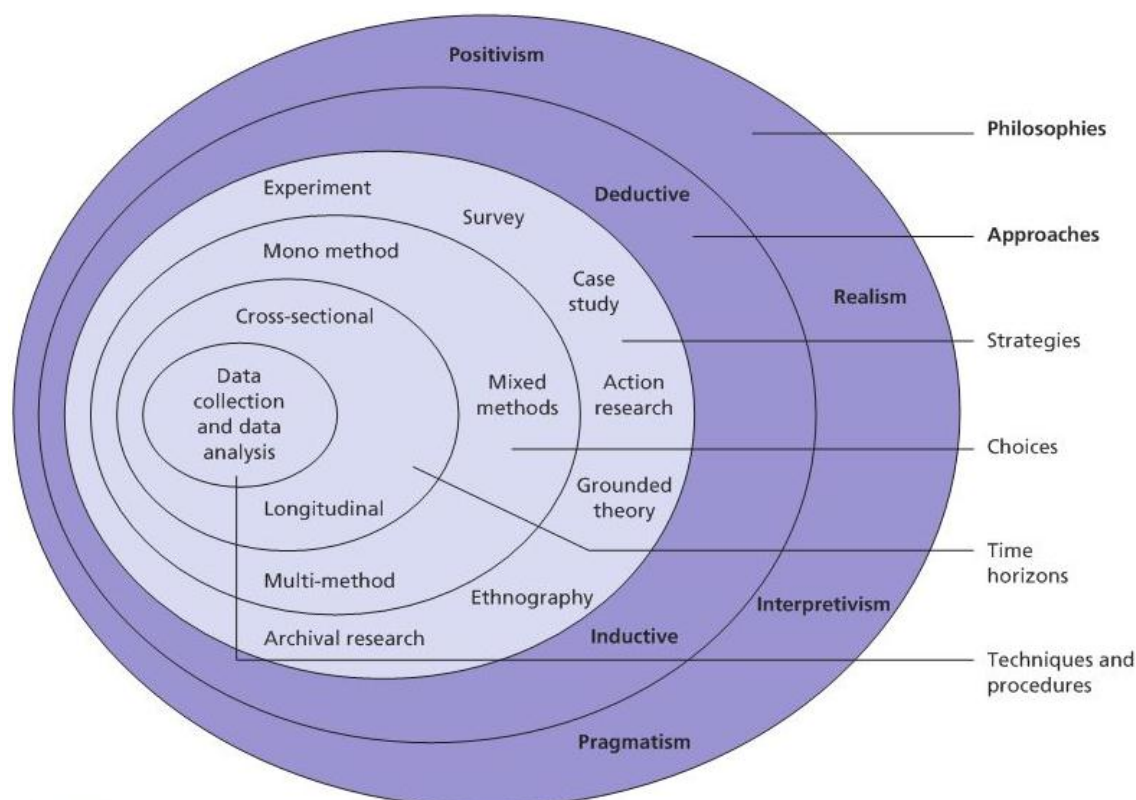 Positivism
Philosophies
Experiment
Deductive
Survey
Approaches
Mono method
Case
study
Realism
Cross-sectional
Strategies
Data
collection
and data
analysis
Mixed
methods
Action
research
Choices
Grounded
theory
Longitudinal
Time
horizons
Multi-method
Ethnography
Interpretivism
Archival research
Inductive
Techniques and
procedures
Pragmatism